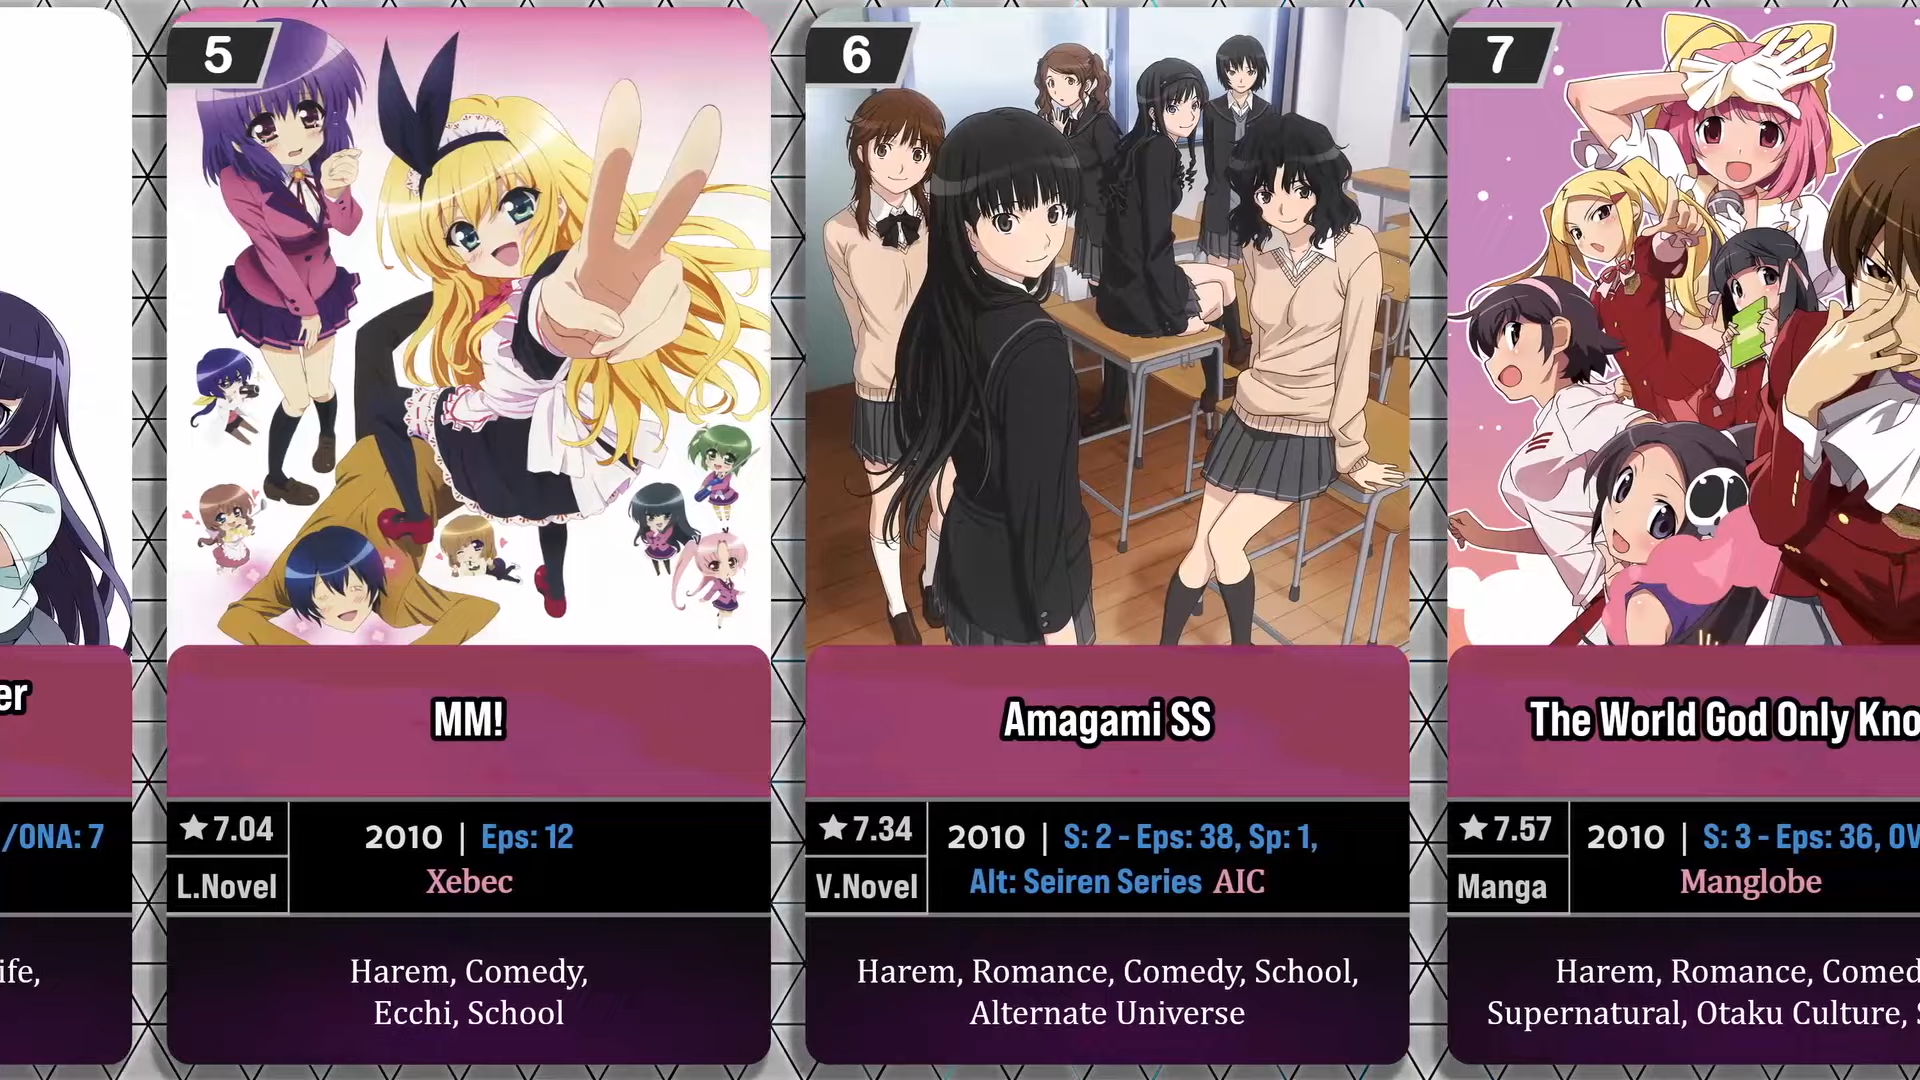 er
/ONA: 7
ife,
5
MM!
7.04
L.Novel
2010 | Eps: 12
Xebec
Harem, Comedy,
Ecchi, School
6
Amagami SS
7.34
V.Novel
2010 | S: 2 - Eps: 38, Sp: 1,
Alt: Seiren Series AIC
Harem, Romance, Comedy, School,
Alternate Universe
7
The World God Only Kno
7.57
Manga
2010 | S: 3 - Eps: 36, OV
Manglobe
Harem, Romance, Comed
Supernatural, Otaku Culture, S